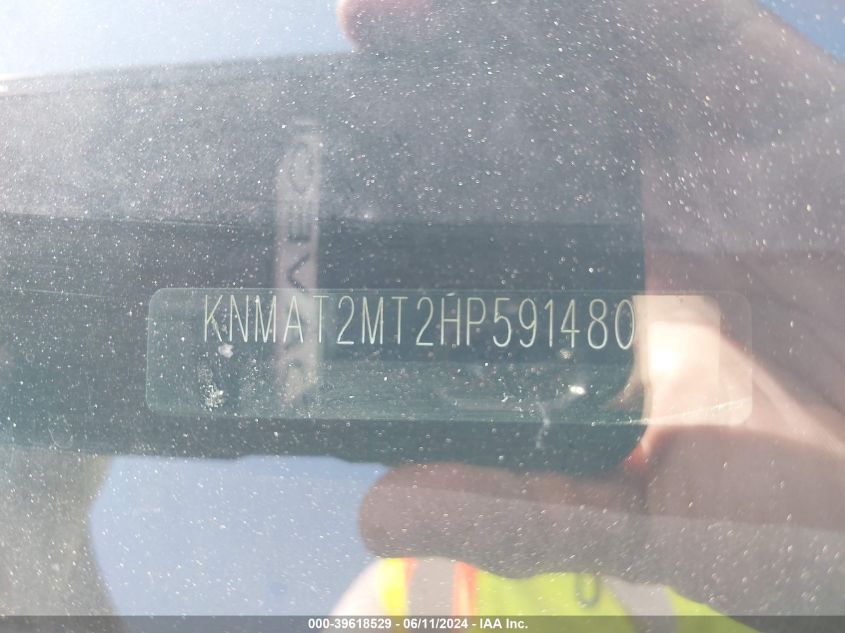 KNMAT2MT2HP591480
000-39618529 - 06/11/2024 - IAA Inc.